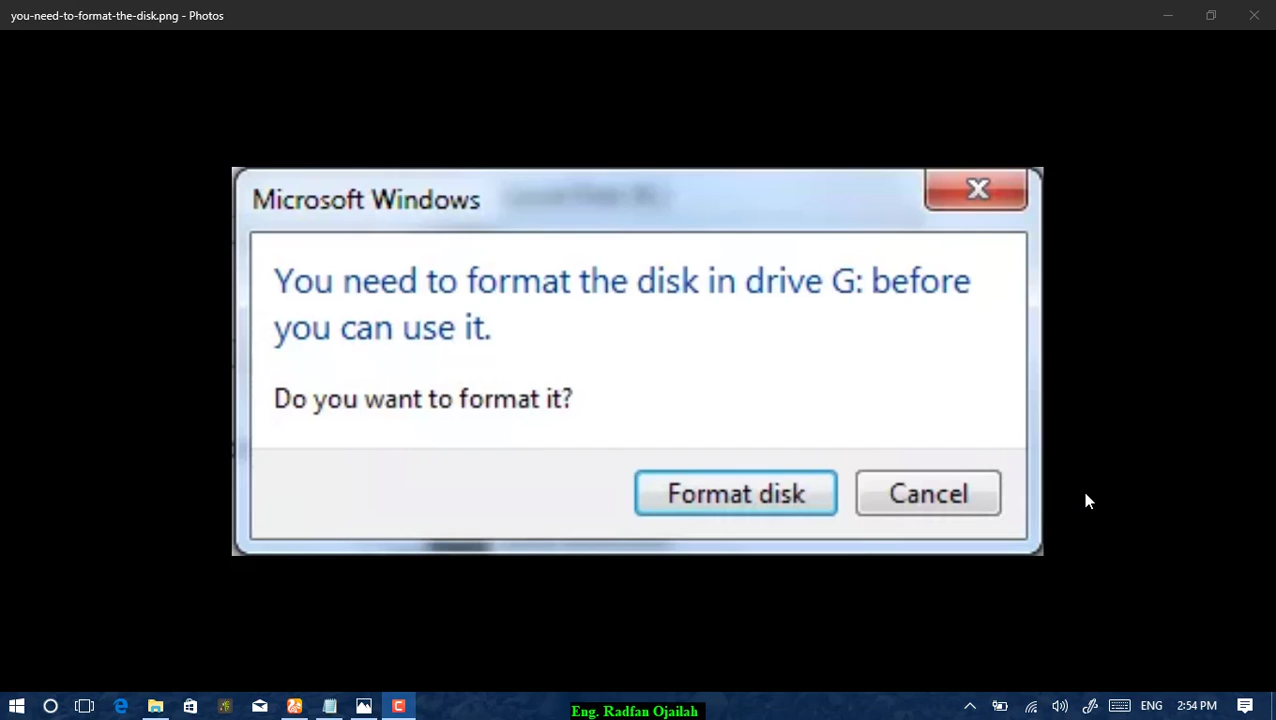 you-need-to-format-the-disk.png - Photos
Microsoft Windows
You need to format the disk in drive G: before
you can use it.
Do you want to format it?
Format disk
Cancel
Eng. Radfan Ojailah
ENG
2:54 PM